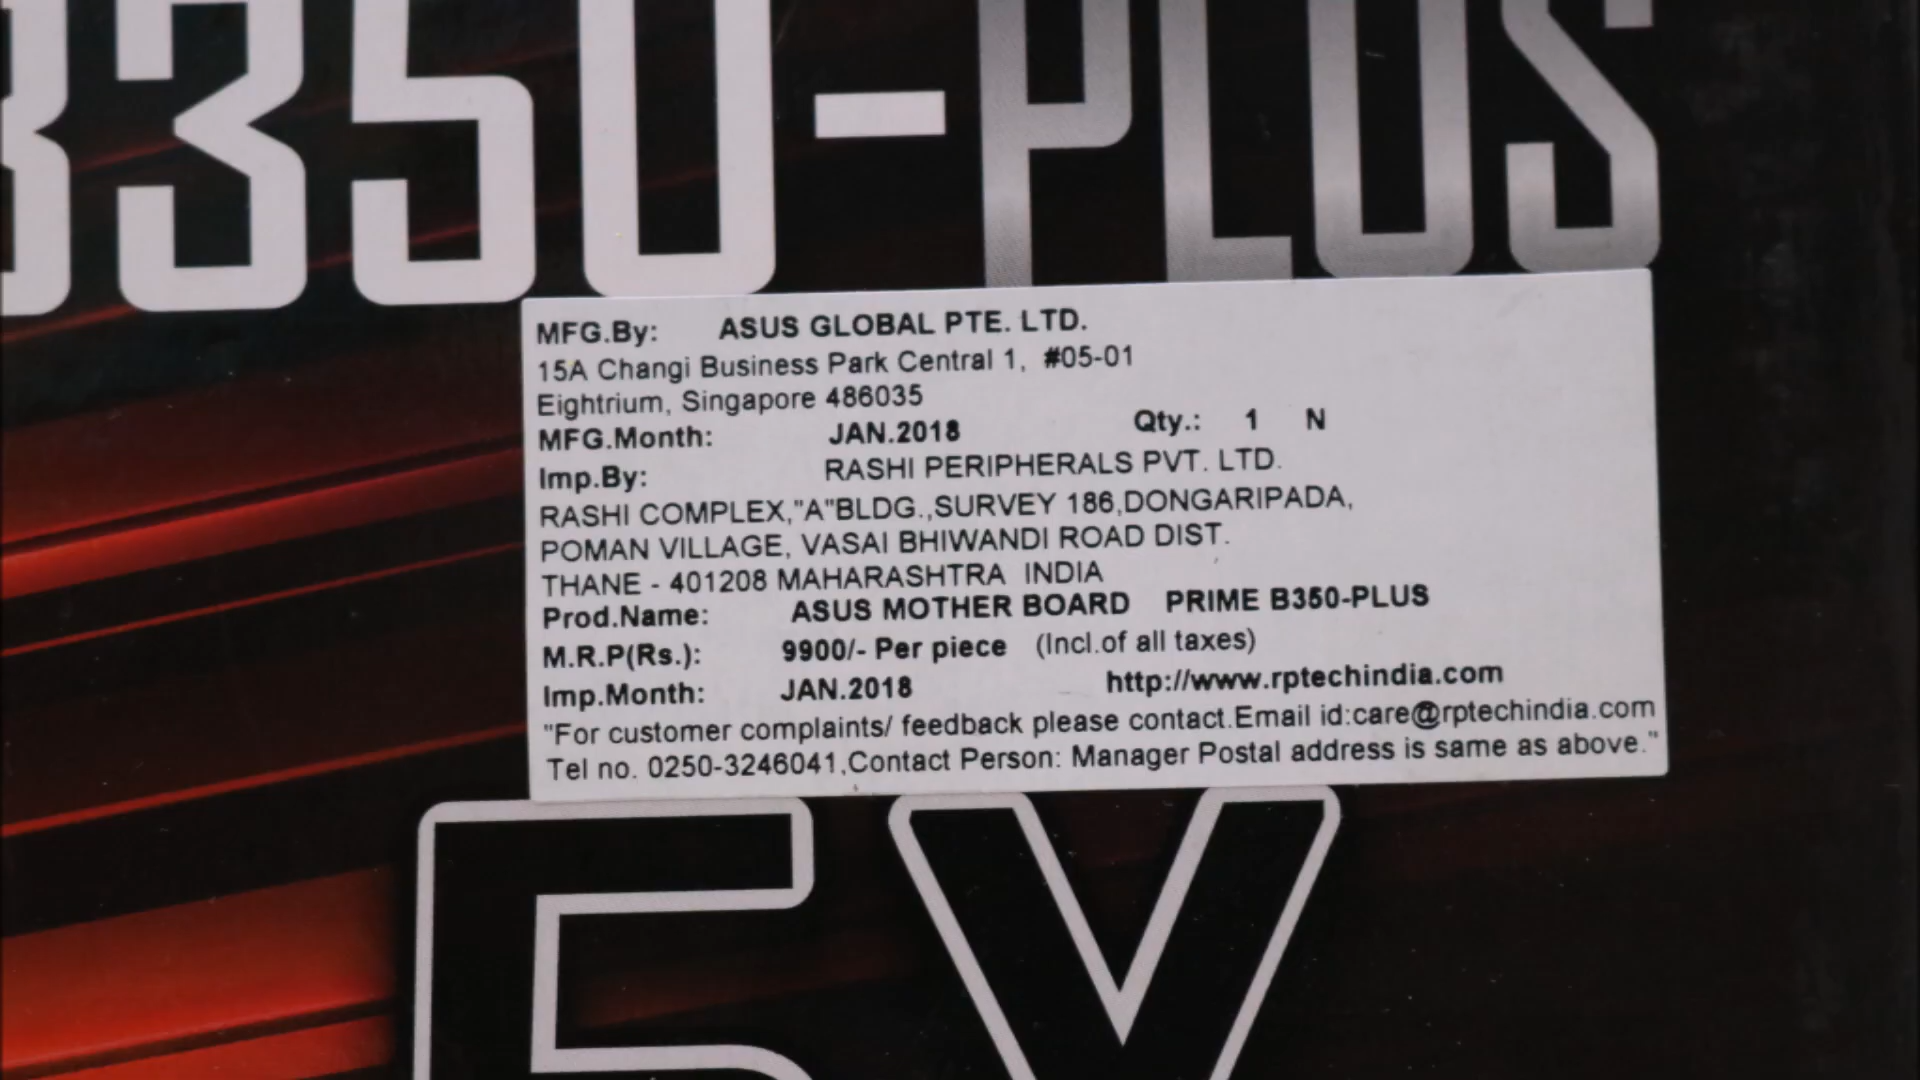 B350-PLUS
MFG.By: ASUS GLOBAL PTE. LTD.
15A Changi Business Park Central 1, #05-01
Eightrium, Singapore 486035
MFG.Month: JAN.2018 Qty.: 1 N
Imp.By: RASHI PERIPHERALS PVT. LTD.
RASHI COMPLEX,"A"BLDG.,SURVEY 186,DONGARIPADA,
POMAN VILLAGE, VASAI BHIWANDI ROAD DIST.
THANE - 401208 MAHARASHTRA INDIA
Prod.Name: ASUS MOTHER BOARD PRIME B350-PLUS
M.R.P(Rs.): 9900/- Per piece (Incl.of all taxes)
Imp.Month: JAN.2018 http://www.rptechindia.com
"For customer complaints/ feedback please contact.Email id:care@rptechindia.com
Tel no. 0250-3246041,Contact Person: Manager Postal address is same as above."
5X